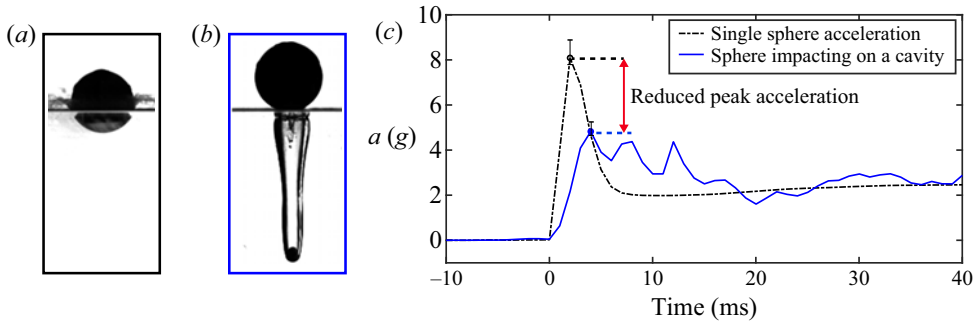 (a)
(b)
(c)
10
8
6
4
2
0
a (g)
Single sphere acceleration
Sphere impacting on a cavity
Reduced peak acceleration
–10
0
10
20
30
40
Time (ms)